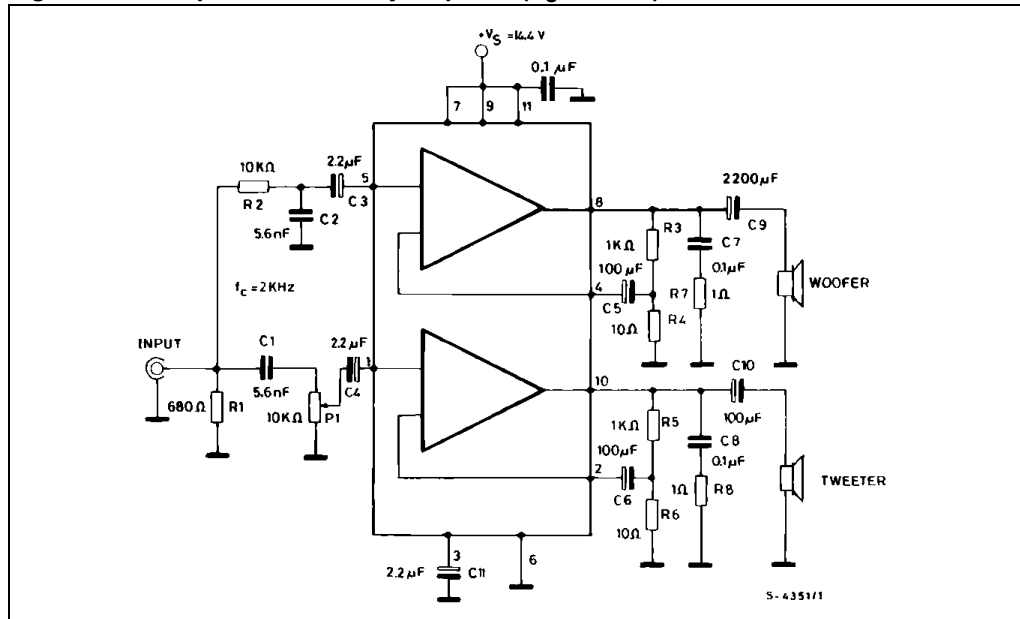 +VS =14.4 V
0.1 µF
7
9
11
10KΩ
R2
2.2µF
C3
5
C2
5.6nF
fc = 2KHz
8
2200µF
C9
R3
1KΩ
C7
0.1µF
100µF
4
C5
R7
1Ω
R4
10Ω
WOOFER
INPUT
C1
5.6nF
2.2µF
C4
1
680Ω
R1
10KΩ
P1
10
C10
100µF
R5
1KΩ
C8
0.1µF
100µF
2
C6
1Ω
R8
R6
10Ω
TWEETER
3
2.2µF
C11
6
S-4351/1